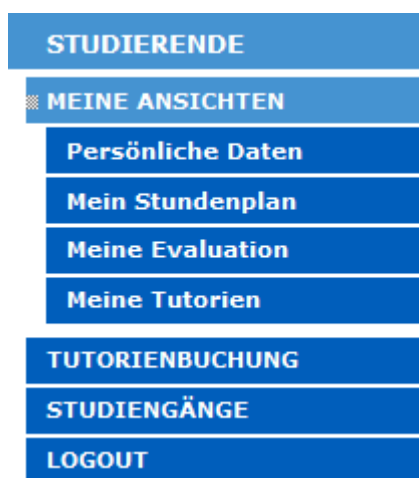 STUDIERENDE
MEINE ANSICHTEN
Persönliche Daten
Mein Stundenplan
Meine Evaluation
Meine Tutorien
TUTORIENBUCHUNG
STUDIENGÄNGE
LOGOUT